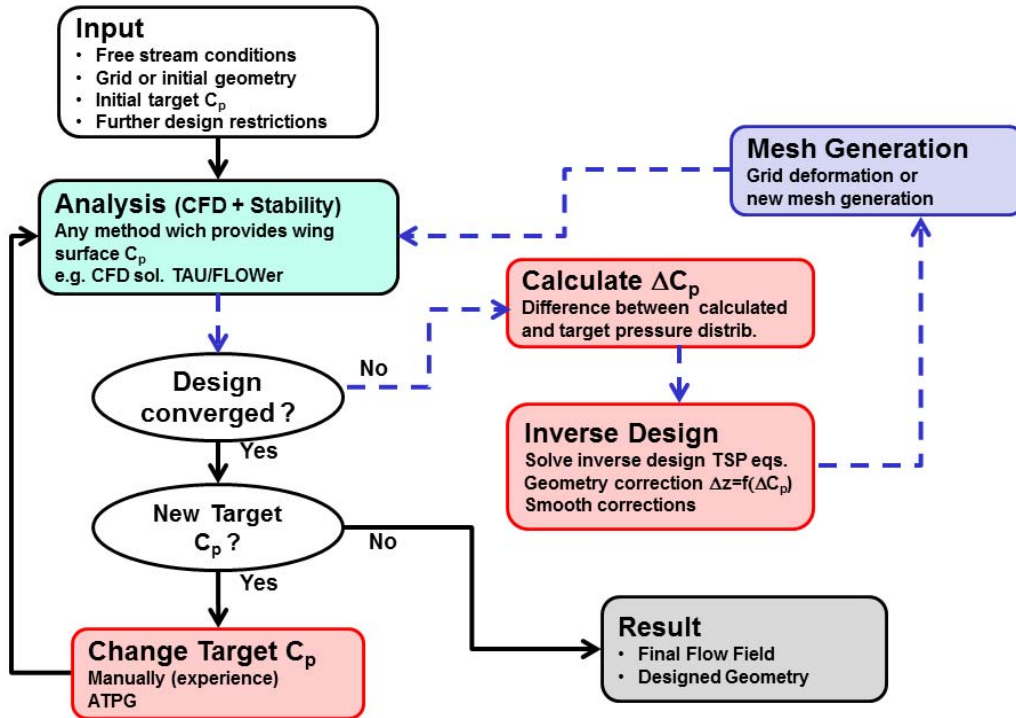 Input
• Free stream conditions
• Grid or initial geometry
• Initial target Cp
• Further design restrictions
Mesh Generation
Grid deformation or
new mesh generation
Analysis (CFD + Stability)
Any method wich provides wing
surface Cp
e.g. CFD sol. TAU/FLOWer
Calculate ΔCp
Difference between calculated
and target pressure distrib.
No
Design
converged ?
Yes
Inverse Design
Solve inverse design TSP eqs.
Geometry correction Δz=f(ΔCp)
Smooth corrections
New Target
Cp ?
No
Yes
Change Target Cp
Manually (experience)
ATPG
Result
• Final Flow Field
• Designed Geometry